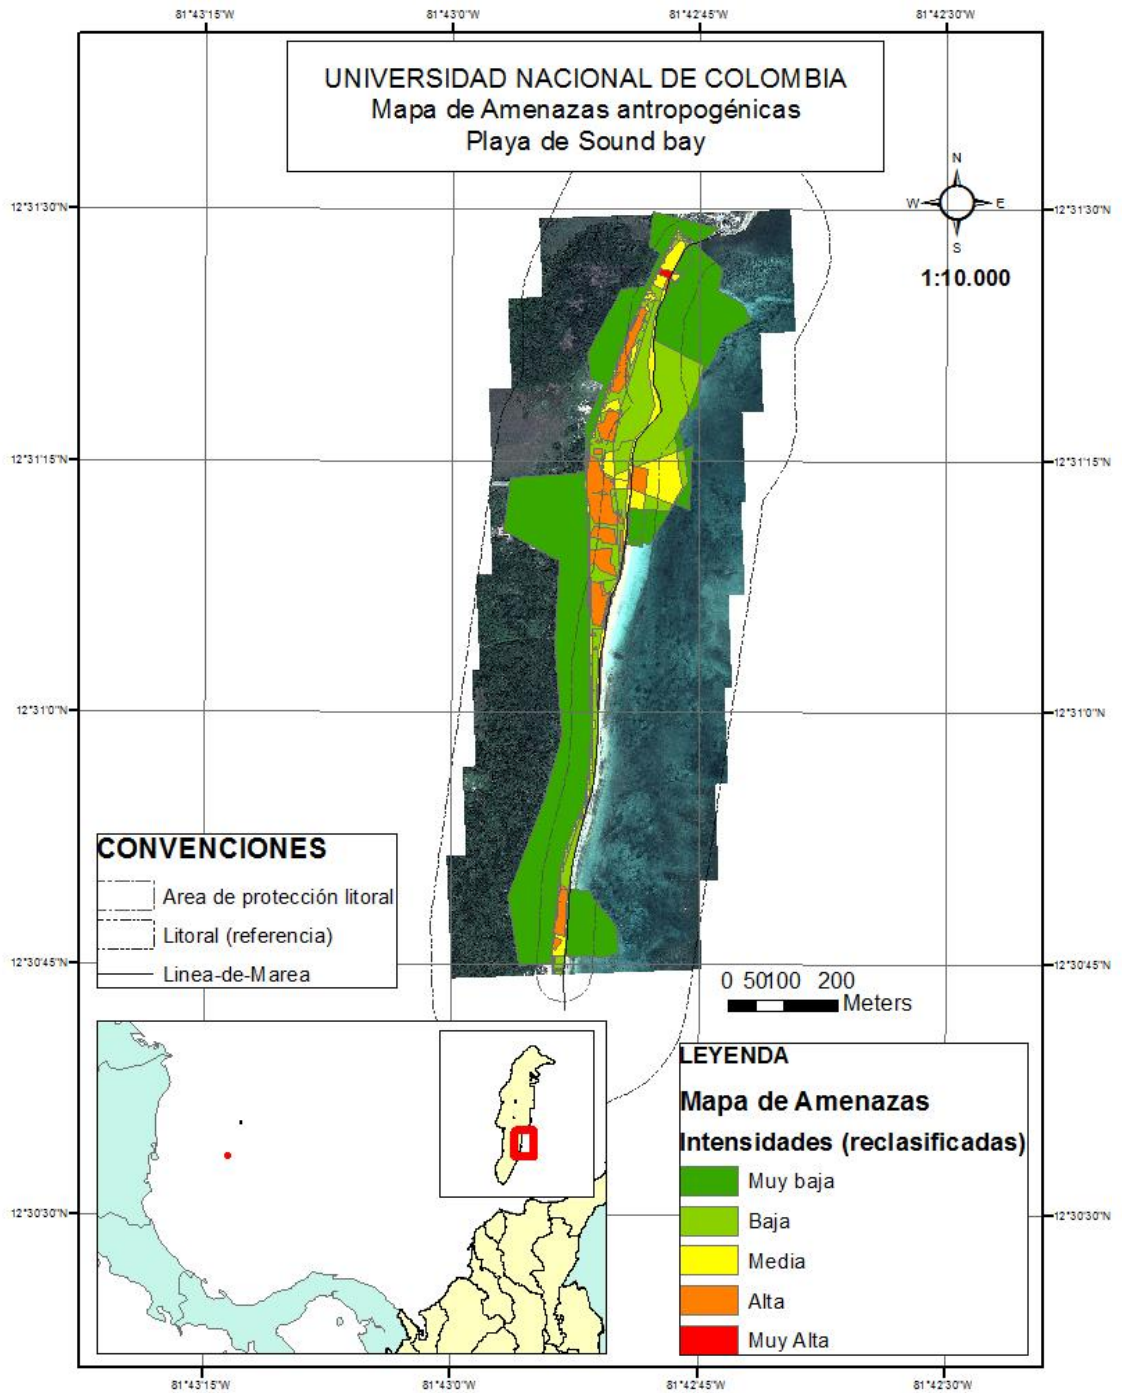 81°43'15"W 81°43'0"W 81°42'45"W 81°42'30"W
UNIVERSIDAD NACIONAL DE COLOMBIA
Mapa de Amenazas antropogénicas
Playa de Sound bay
N
W E
S
1:10.000
12°31'30"N 12°31'30"N
12°31'15"N 12°31'15"N
12°31'0"N 12°31'0"N
CONVENCIONES
Area de protección litoral
Litoral (referencia)
Linea-de-Marea
12°30'45"N 12°30'45"N
0 50100 200
Meters
LEYENDA
Mapa de Amenazas
Intensidades (reclasificadas)
Muy baja
Baja
Media
Alta
Muy Alta
12°30'30"N 12°30'30"N
81°43'15"W 81°43'0"W 81°42'45"W 81°42'30"W